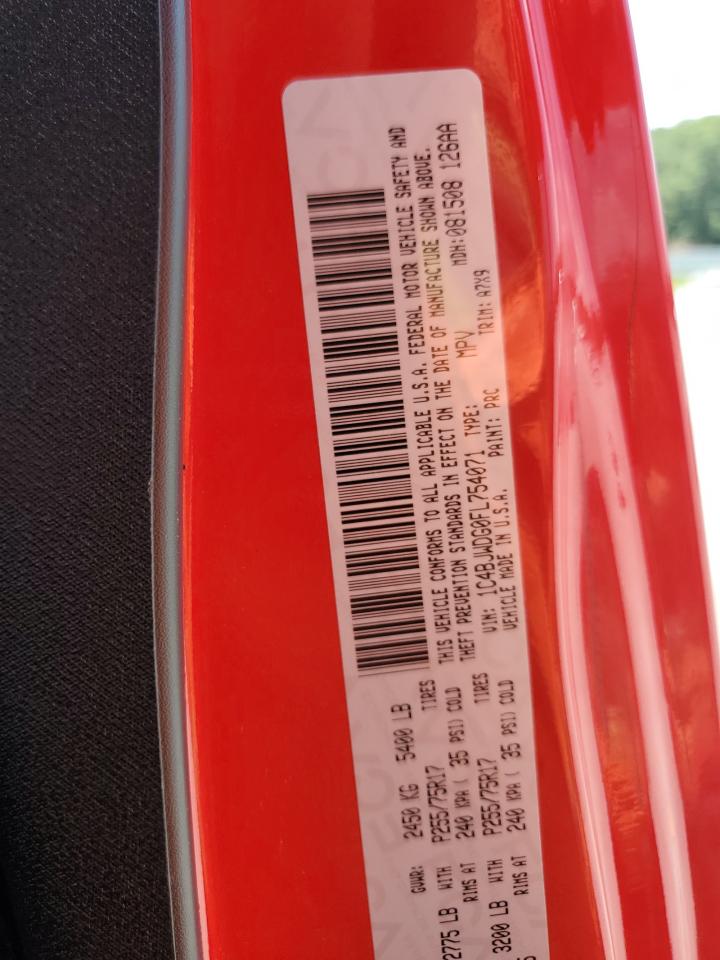 GVWR: 2450 KG 5400 LB
2775 LB WITH P255/75R17 TIRES
RIMS AT 240 KPA ( 35 PSI) COLD
3200 LB WITH P255/75R17 TIRES
RIMS AT 240 KPA ( 35 PSI) COLD
THIS VEHICLE CONFORMS TO ALL APPLICABLE U.S.A. FEDERAL MOTOR VEHICLE SAFETY AND
THEFT PREVENTION STANDARDS IN EFFECT ON THE DATE OF MANUFACTURE SHOWN ABOVE.
VIN: 1C4BJWDG0FL754071 TYPE: MPV MDH:081508 126AA
VEHICLE MADE IN U.S.A. PAINT: PRC TRIM: A7X9